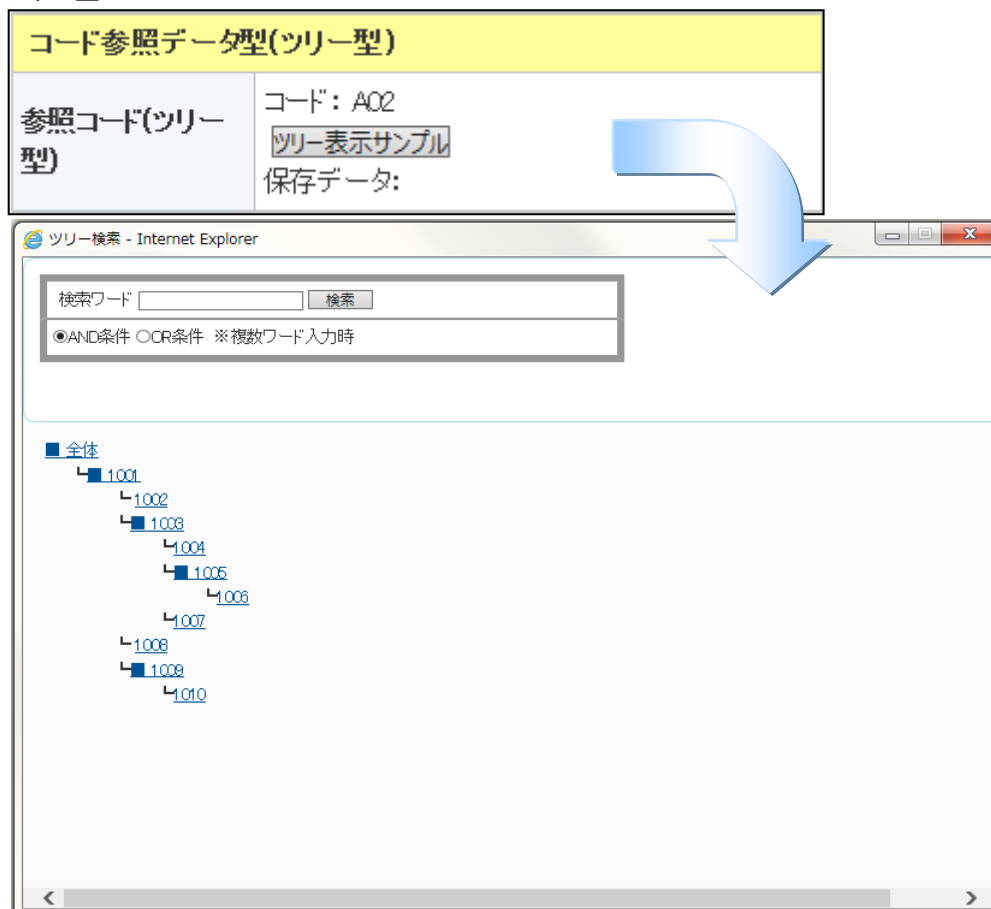 コード参照データ型(ツリー型)
参照コード(ツリー
型)
コード: A02
ツリー表示サンプル
保存データ:
ツリー検索 - Internet Explorer
検索ワード 検索
AND条件 OR条件 ※複数ワード入力時
■ 全体
■ 1001
1002
■ 1003
1004
■ 1005
1006
1007
1008
■ 1009
1010